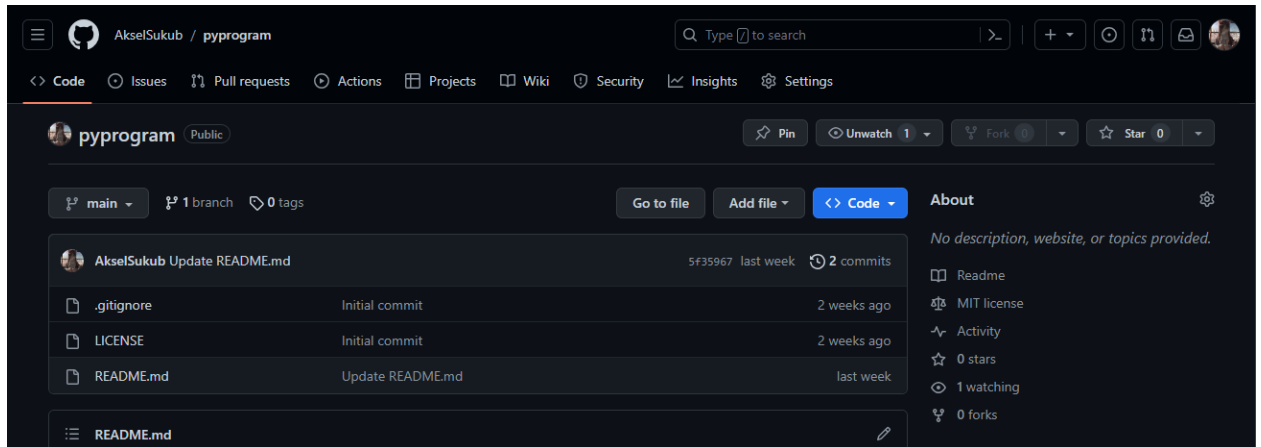 AkselSukub / pyprogram Type / to search
Code Issues Pull requests Actions Projects Wiki Security Insights Settings
pyprogram Public Pin Unwatch 1 Fork 0 Star 0
main 1 branch 0 tags Go to file Add file Code
About
No description, website, or topics provided.
AkselSukub Update README.md 5f35967 last week 2 commits
Readme
.gitignore Initial commit 2 weeks ago
MIT license
LICENSE Initial commit 2 weeks ago
Activity
README.md Update README.md last week
0 stars
1 watching
0 forks
README.md